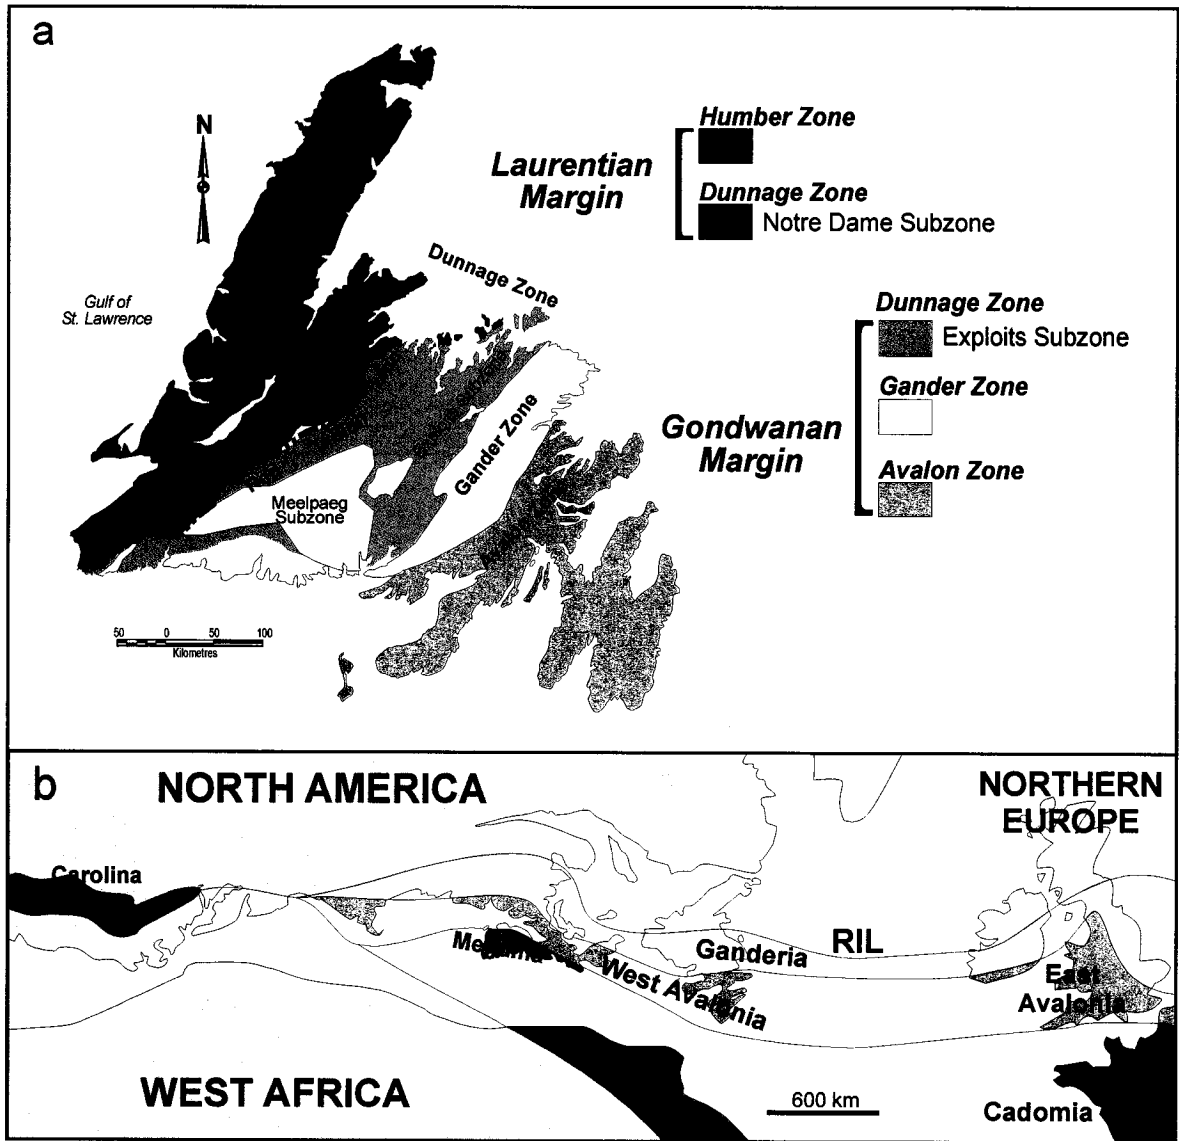 a
N
Gulf of
St. Lawrence
Dunnage Zone
Gander Zone
Meelpaeg
Subzone
50 0 50 100
Kilometres
Laurentian
Margin
Humber Zone
Dunnage Zone
Notre Dame Subzone
Gondwanan
Margin
Dunnage Zone
Exploits Subzone
Gander Zone
Avalon Zone
b
NORTH AMERICA
NORTHERN
EUROPE
Carolina
Meguma
West Avalonia
Ganderia
RIL
East
Avalonia
WEST AFRICA
600 km
Cadomia